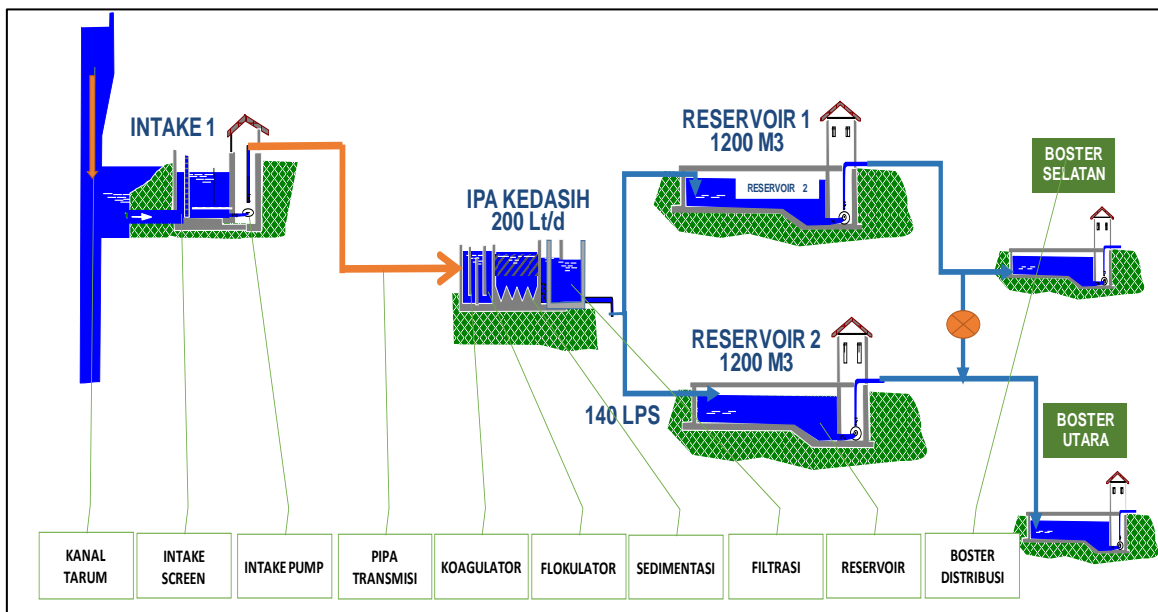 INTAKE 1
IPA KEDASIH
200 Lt/d
RESERVOIR 1
1200 M3
RESERVOIR 2
RESERVOIR 2
1200 M3
140 LPS
BOSTER
SELATAN
BOSTER
UTARA
KANAL
TARUM
INTAKE
SCREEN
INTAKE PUMP
PIPA
TRANSMISI
KOAGULATOR
FLOKULATOR
SEDIMENTASI
FILTRASI
RESERVOIR
BOSTER
DISTRIBUSI